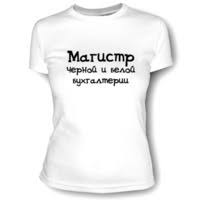 Магистр
Черной и белой
бухгалтерии